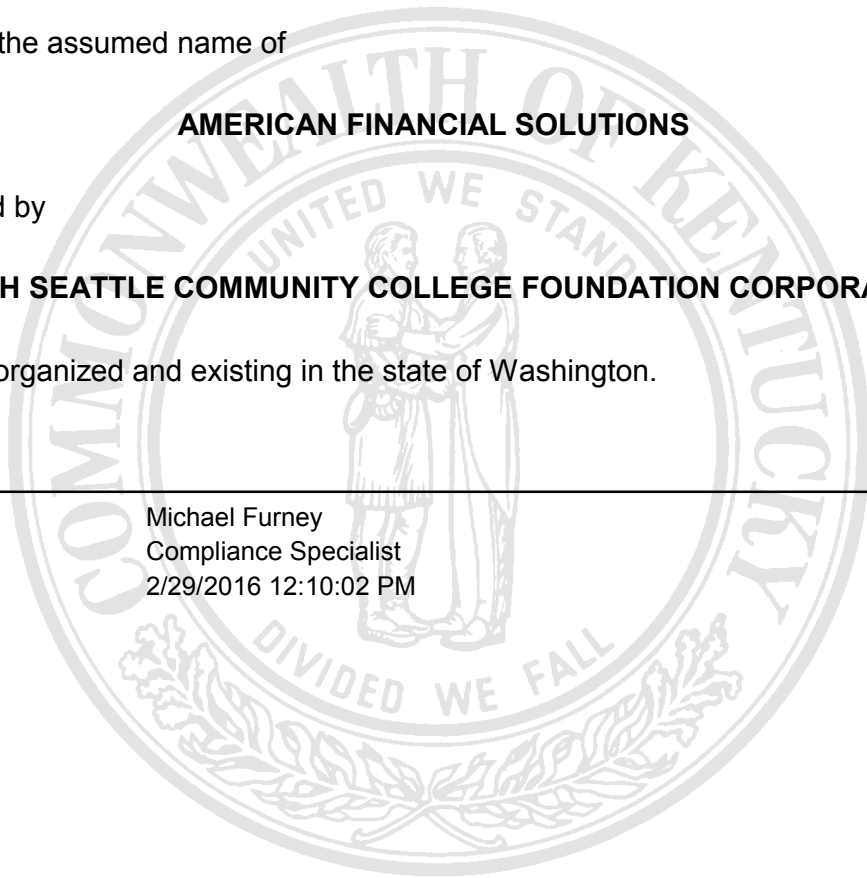 the assumed name of
AMERICAN FINANCIAL SOLUTIONS
d by
H SEATTLE COMMUNITY COLLEGE FOUNDATION CORPORA
organized and existing in the state of Washington.
Michael Furney
Compliance Specialist
2/29/2016 12:10:02 PM
COMMONWEALTH OF KENTUCKY
UNITED WE STAND
DIVIDED WE FALL